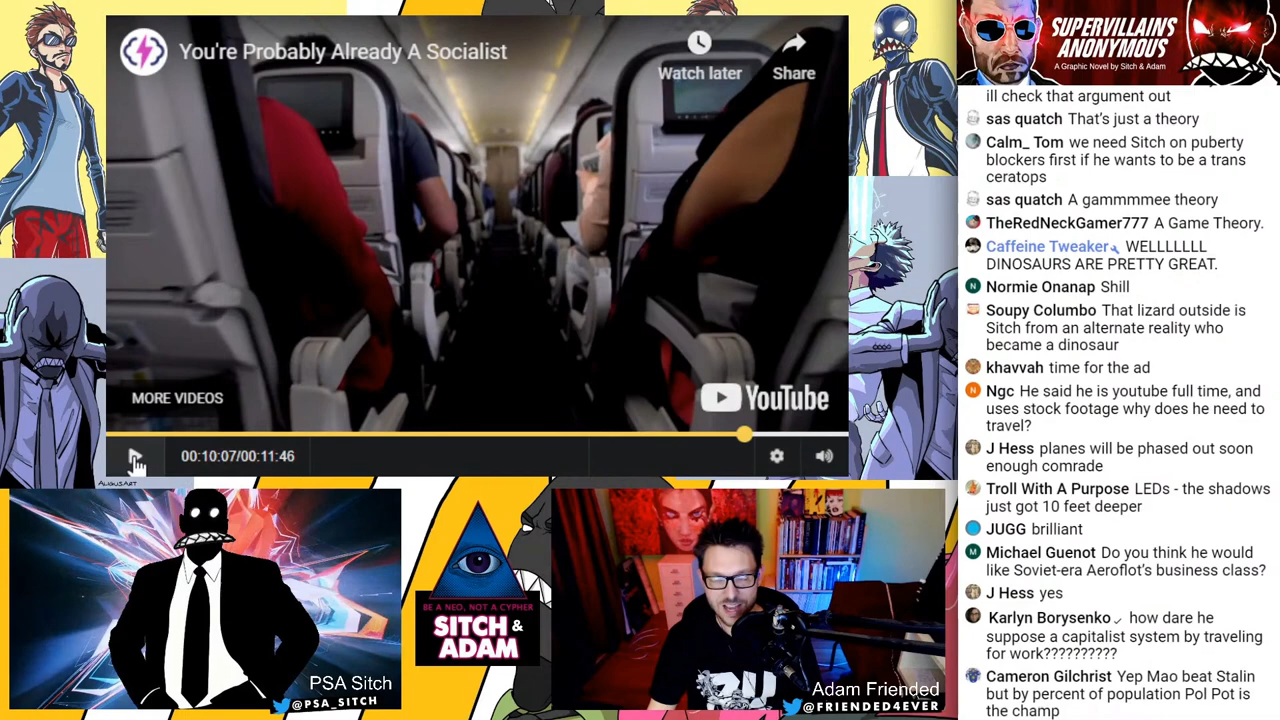 You're Probably Already A Socialist
Watch later
Share
MORE VIDEOS
YouTube
00:10:07/00:11:46
ALIGUSART
PSA Sitch
@PSA_SITCH
BE A NEO, NOT A CYPHER
SITCH &
ADAM
Adam Friended
@FRIENDED4EVER
SUPERVILLAINS
ANONYMOUS
A Graphic Novel by Sitch & Adam
ill check that argument out
sas quatch That's just a theory
Calm_ Tom we need Sitch on puberty
blockers first if he wants to be a trans
ceratops
sas quatch A gammmmee theory
TheRedNeckGamer777 A Game Theory.
Caffeine Tweaker WELLLLLLL
DINOSAURS ARE PRETTY GREAT.
N
Normie Onanap Shill
Soupy Columbo That lizard outside is
Sitch from an alternate reality who
became a dinosaur
khavvah time for the ad
N
Ngc He said he is youtube full time, and
uses stock footage why does he need to
travel?
J Hess planes will be phased out soon
enough comrade
Troll With A Purpose LEDs - the shadows
just got 10 feet deeper
JUGG brilliant
M
Michael Guenot Do you think he would
like Soviet-era Aeroflot's business class?
J Hess yes
Karlyn Borysenko how dare he
suppose a capitalist system by traveling
for work??????????
Cameron Gilchrist Yep Mao beat Stalin
but by percent of population Pol Pot is
the champ